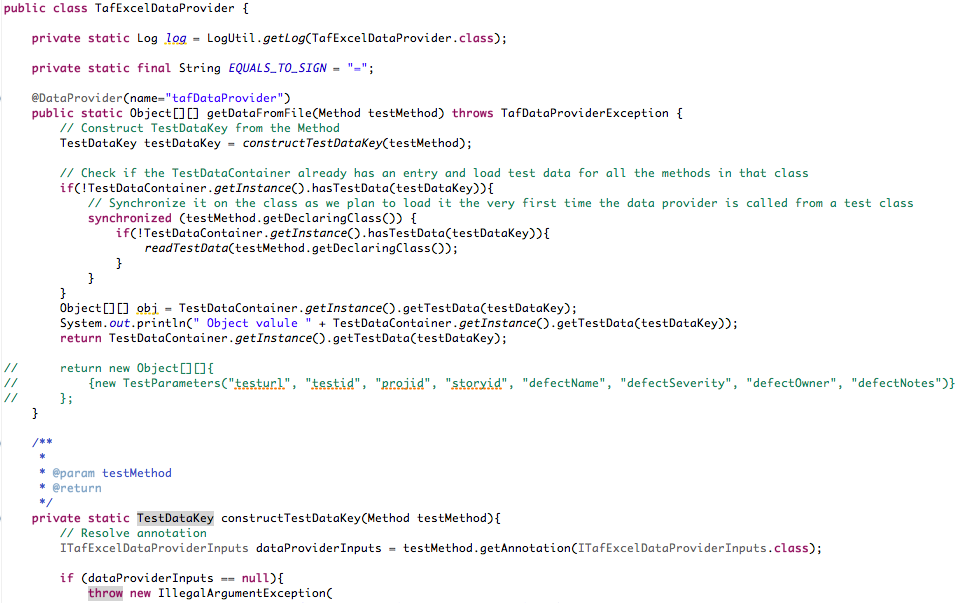 public class TafExcelDataProvider {
private static Log log = LogUtil.getLog(TafExcelDataProvider.class);
private static final String EQUALS_TO_SIGN = "=";
@DataProvider(name="tafDataProvider")
public static Object[][] getDataFromFile(Method testMethod) throws TafDataProviderException {
// Construct TestDataKey from the Method
TestDataKey testDataKey = constructTestDataKey(testMethod);
// Check if the TestDataContainer already has an entry and load test data for all the methods in that class
if(!TestDataContainer.getInstance().hasTestData(testDataKey)){
// Synchronize it on the class as we plan to load it the very first time the data provider is called from a test class
synchronized (testMethod.getDeclaringClass()) {
if(!TestDataContainer.getInstance().hasTestData(testDataKey)){
readTestData(testMethod.getDeclaringClass());
}
}
}
Object[][] obj = TestDataContainer.getInstance().getTestData(testDataKey);
System.out.println(" Object valule " + TestDataContainer.getInstance().getTestData(testDataKey));
return TestDataContainer.getInstance().getTestData(testDataKey);
// return new Object[][]{
// {new TestParameters("testurl", "testid", "projid", "storyid", "defectName", "defectSeverity", "defectOwner", "defectNotes")}
// };
}
/**
*
* @param testMethod
* @return
*/
private static TestDataKey constructTestDataKey(Method testMethod){
// Resolve annotation
ITafExcelDataProviderInputs dataProviderInputs = testMethod.getAnnotation(ITafExcelDataProviderInputs.class);
if (dataProviderInputs == null){
throw new IllegalArgumentException(